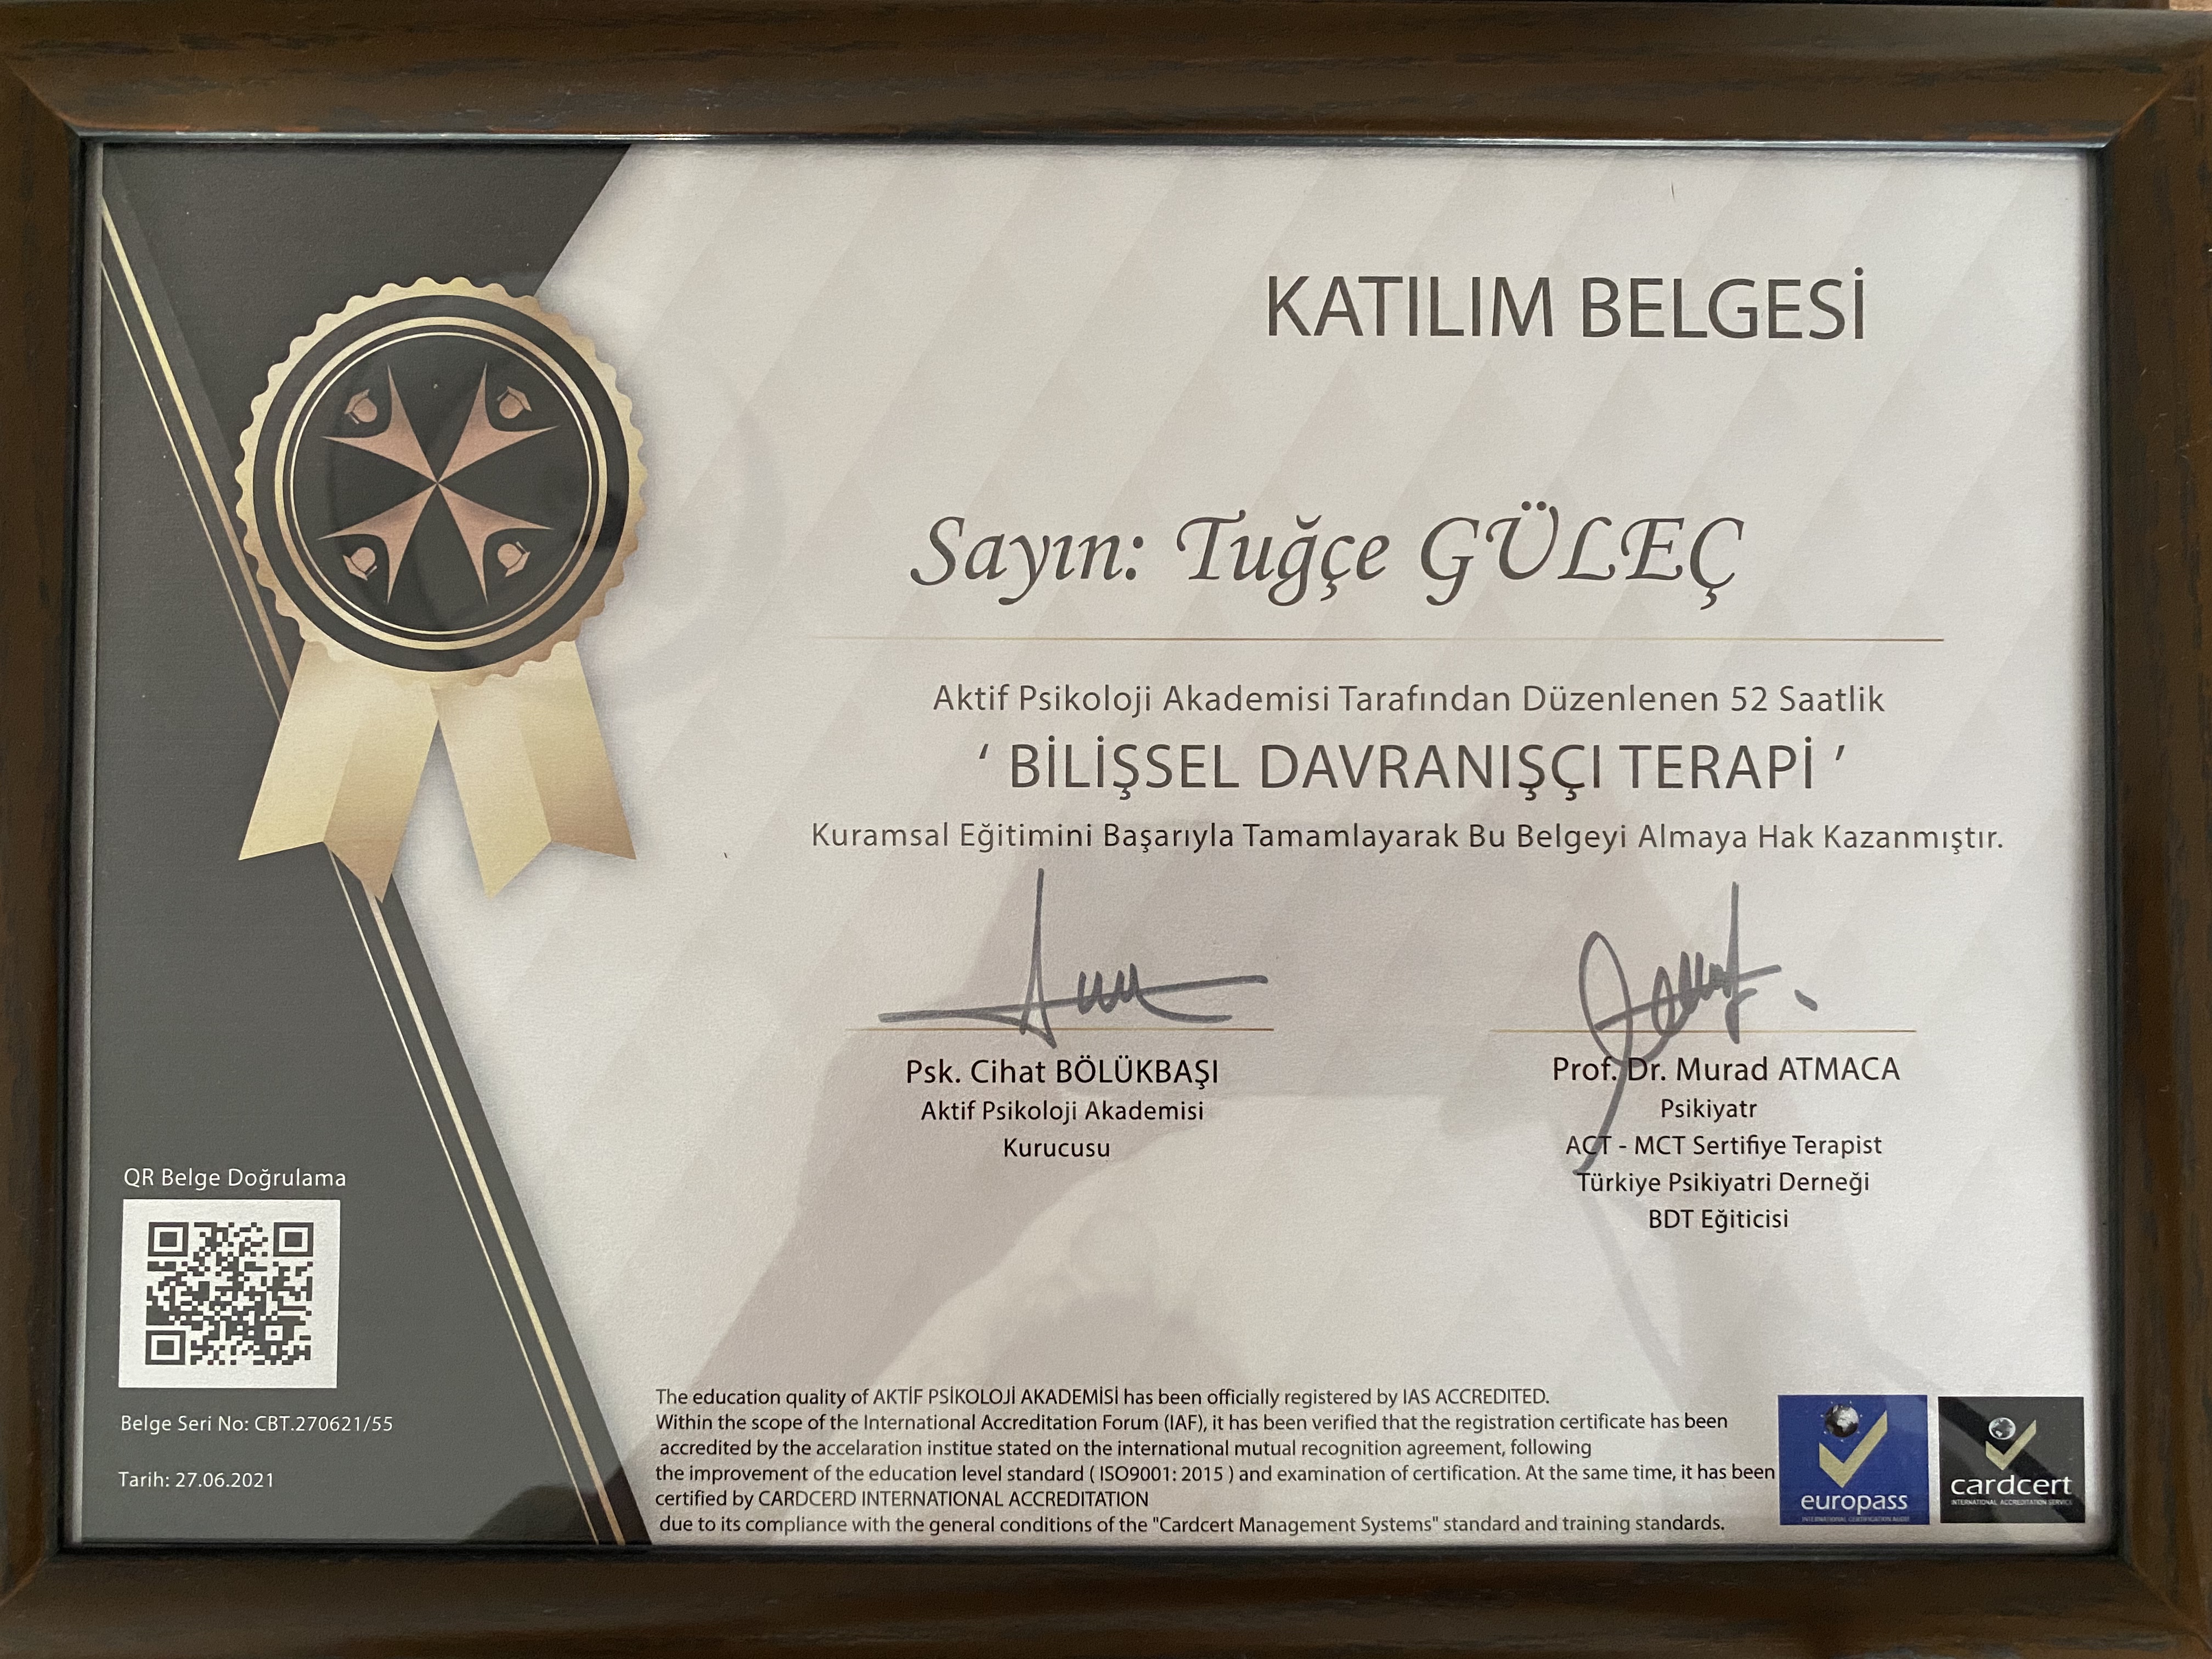 KATILIM BELGESİ
Sayın: Tuğçe GÜLEÇ
Aktif Psikoloji Akademisi Tarafından Düzenlenen 52 Saatlik
‘ BİLİŞSEL DAVRANIŞÇI TERAPİ ’
Kuramsal Eğitimini Başarıyla Tamamlayarak Bu Belgeyi Almaya Hak Kazanmıştır.
Psk. Cihat BÖLÜKBAŞI
Aktif Psikoloji Akademisi
Kurucusu
Prof. Dr. Murad ATMACA
Psikiyatr
ACT - MCT Sertifiye Terapist
Türkiye Psikiyatri Derneği
BDT Eğiticisi
QR Belge Doğrulama
Belge Seri No: CBT.270621/55
Tarih: 27.06.2021
The education quality of AKTİF PSİKOLOJİ AKADEMİSİ has been officially registered by IAS ACCREDITED.
Within the scope of the International Accreditation Forum (IAF), it has been verified that the registration certificate has been
accredited by the accelaration institue stated on the international mutual recognition agreement, following
the improvement of the education level standard ( ISO9001: 2015 ) and examination of certification. At the same time, it has been
certified by CARDCERD INTERNATIONAL ACCREDITATION
due to its compliance with the general conditions of the "Cardcert Management Systems" standard and training standards.
europass
cardcert
INTERNATIONAL ACCREDITATION SERVICE